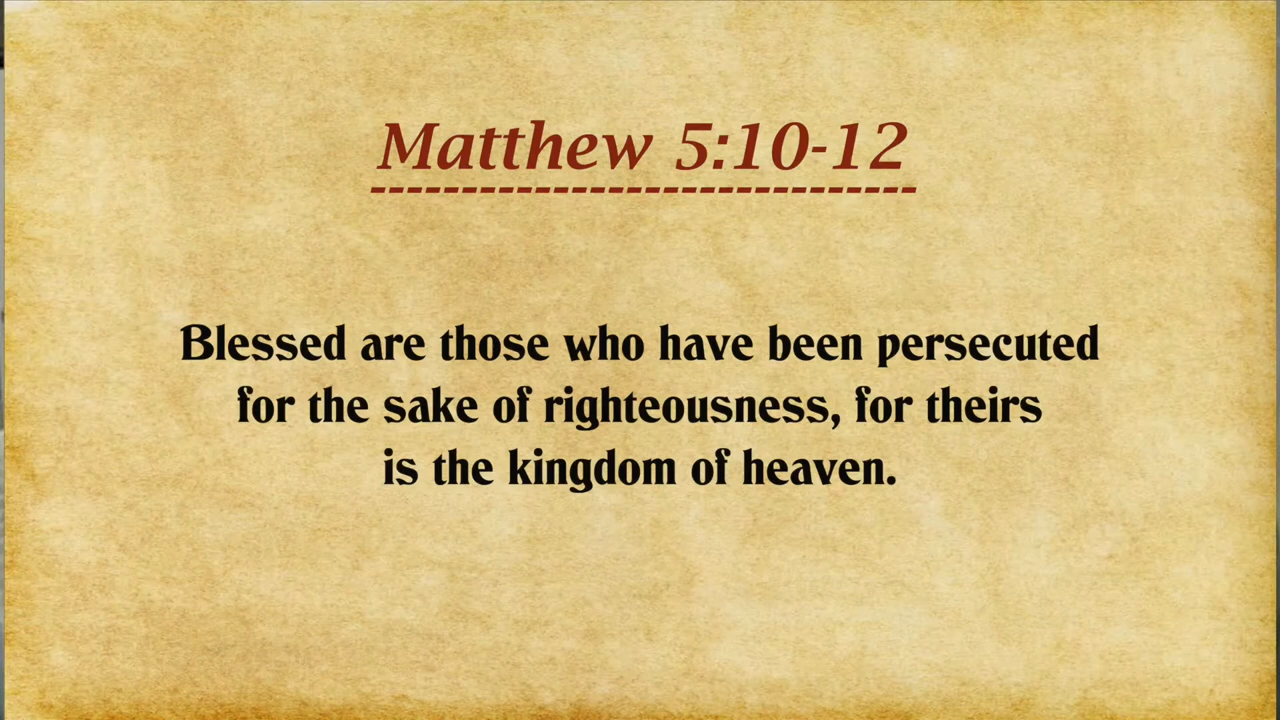 Matthew 5:10-12
Blessed are those who have been persecuted
for the sake of righteousness, for theirs
is the kingdom of heaven.